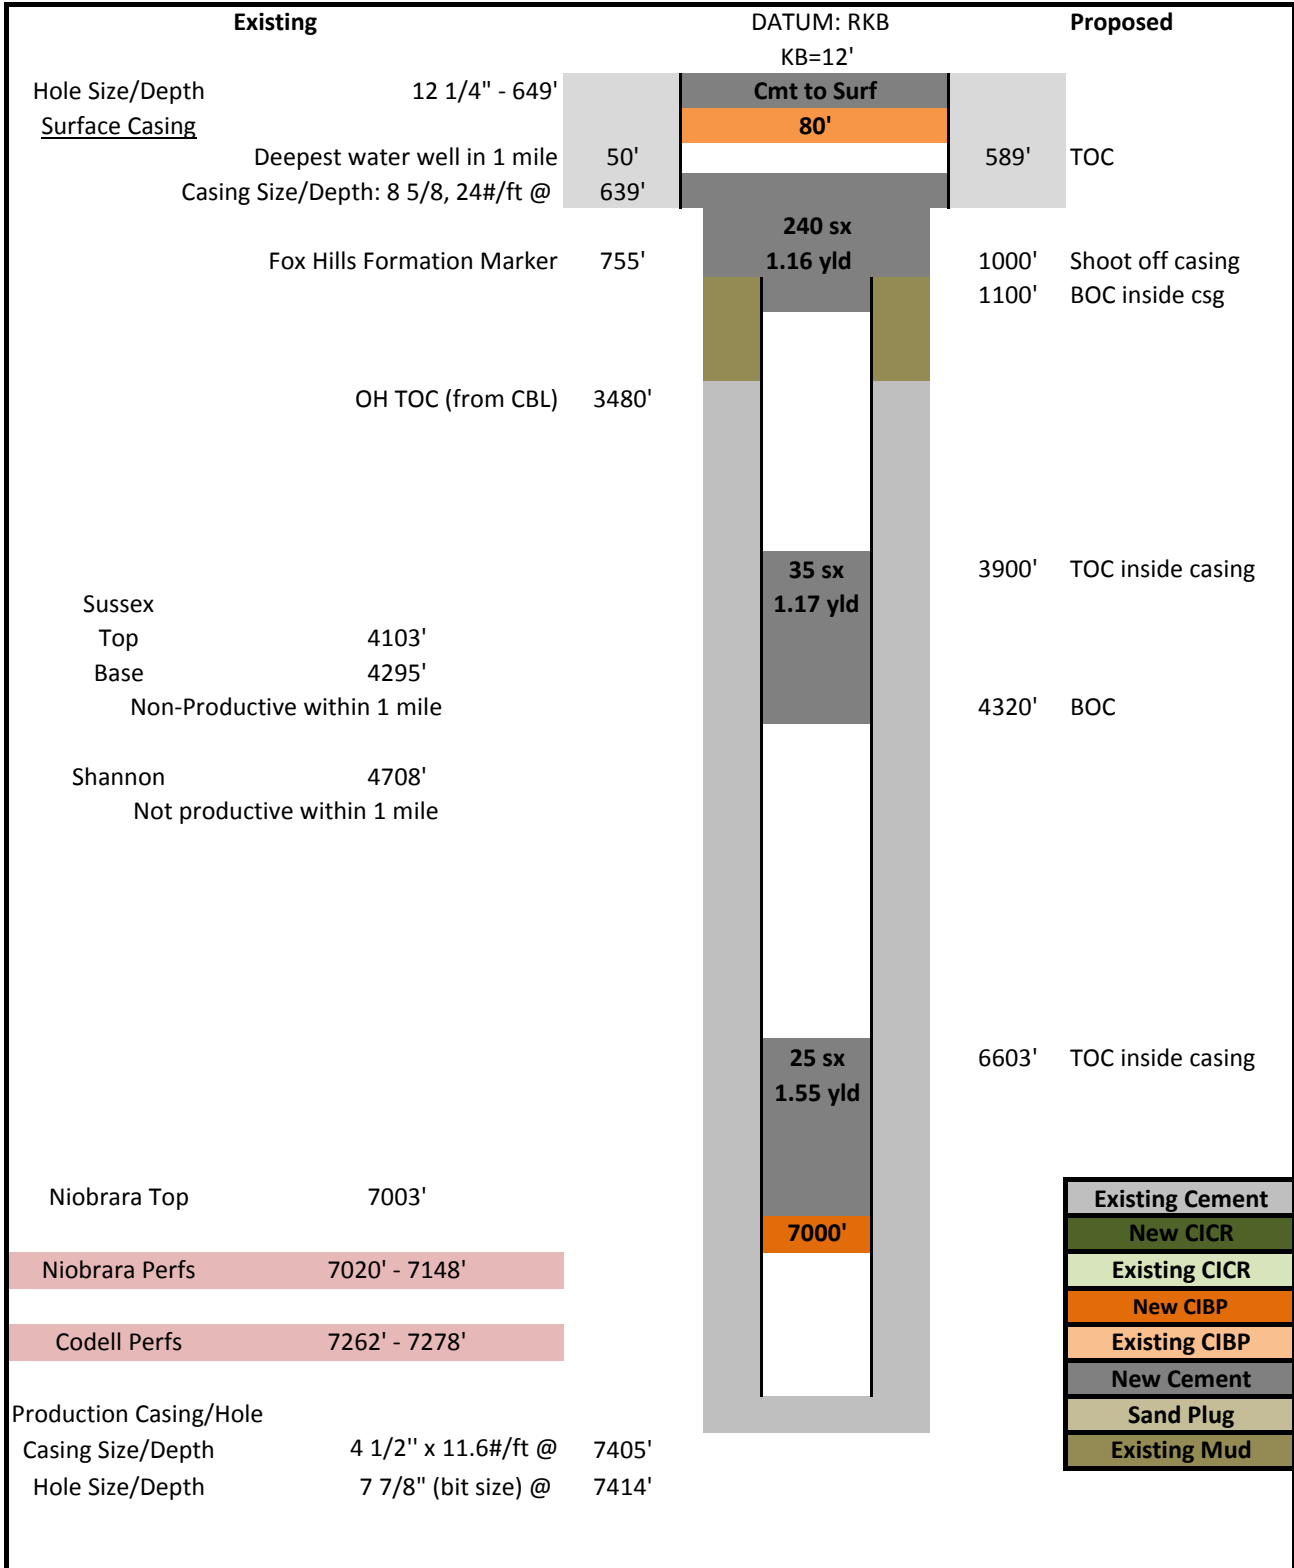 Existing DATUM: RKB Proposed
KB=12'
Hole Size/Depth 12 1/4" - 649' Cmt to Surf
Surface Casing 80'
Deepest water well in 1 mile 50' 589' TOC
Casing Size/Depth: 8 5/8, 24#/ft @ 639'
240 sx
Fox Hills Formation Marker 755' 1.16 yld 1000' Shoot off casing
1100' BOC inside csg
OH TOC (from CBL) 3480'
35 sx 3900' TOC inside casing
Sussex 1.17 yld
Top 4103'
Base 4295'
Non-Productive within 1 mile 4320' BOC
Shannon 4708'
Not productive within 1 mile
25 sx 6603' TOC inside casing
1.55 yld
Niobrara Top 7003' Existing Cement
7000' New CICR
Niobrara Perfs 7020' - 7148' Existing CICR
New CIBP
Codell Perfs 7262' - 7278' Existing CIBP
New Cement
Production Casing/Hole Sand Plug
Casing Size/Depth 4 1/2'' x 11.6#/ft @ 7405' Existing Mud
Hole Size/Depth 7 7/8" (bit size) @ 7414'